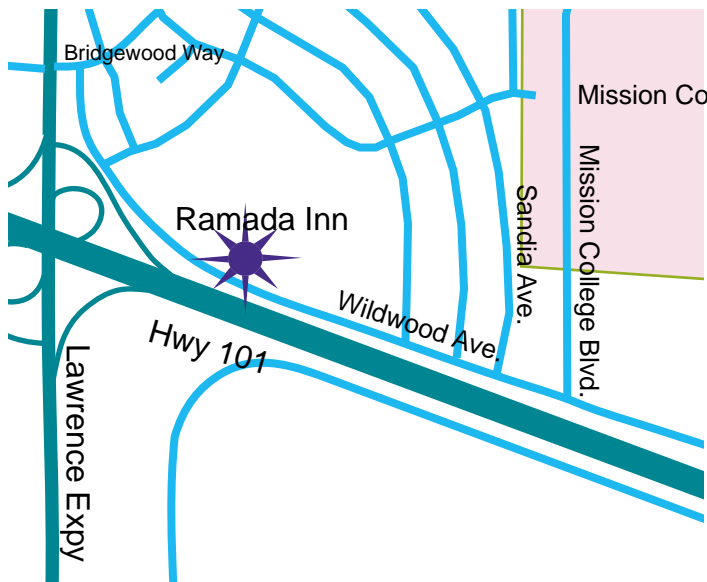 Bridgewood Way
Mission Co
Ramada Inn
Sandia Ave.
Mission College Blvd.
Wildwood Ave.
Hwy 101
Lawrence Expy